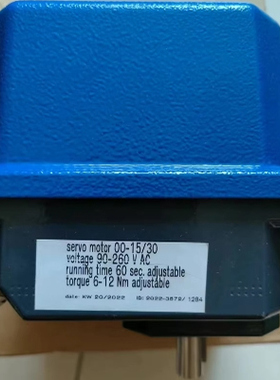 servo motor 00-15/30
voltage 90-260 V AC
running time 60 sec. adjustable
torque 6-12 Nm adjustable
date: KW 20/2022 ID: 2022-3872/ 1284